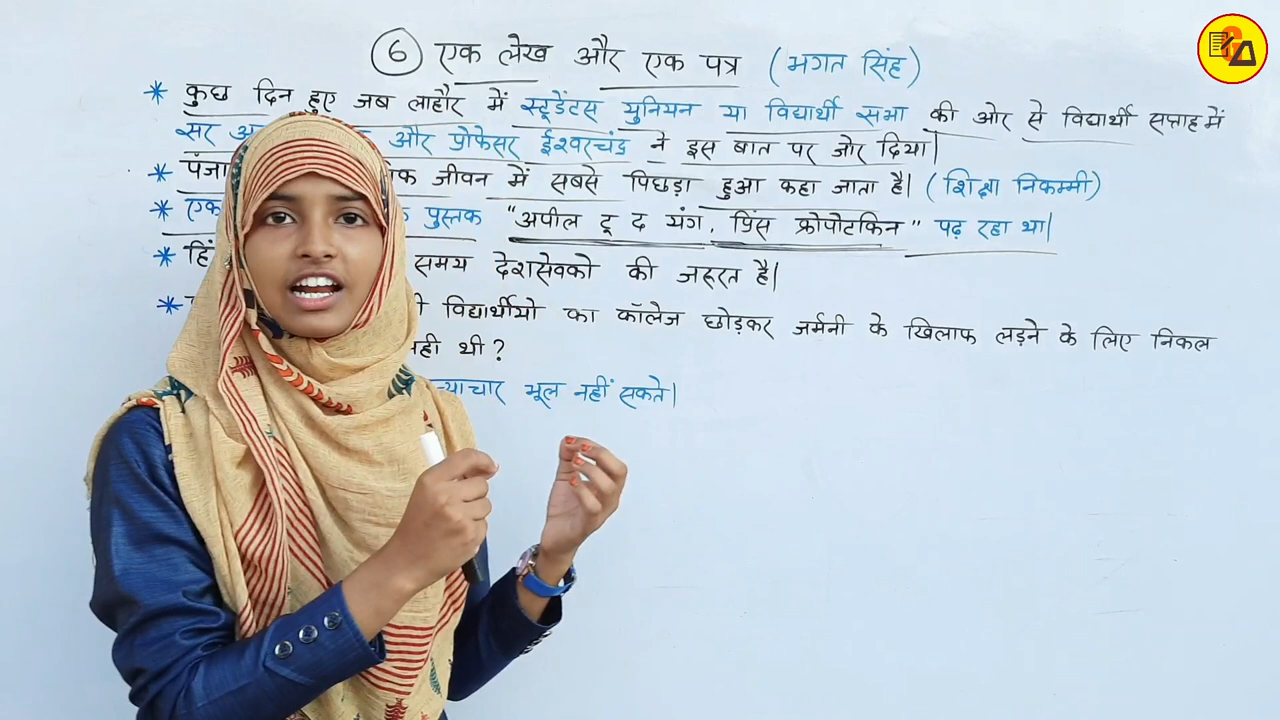 6 एक लेख और एक पत्र (भगत सिंह)
* कुछ दिन हुए जब लाहौर में स्टूडेंटस युनियन या विद्यार्थी सभा की ओर से विद्यार्थी सप्ताह में
सर और प्रोफेसर ईश्वरचंद्र ने इस बात पर जोर दिया।
* जीवन में सबसे पिछड़ा हुआ कहा जाता है। (शिक्षा निकम्मी)
* पुस्तक "अपील टू द यंग, प्रिंस क्रोपोटकिन" पढ़ रहा था।
* समय देशसेवको की जरूरत है।
* विद्यार्थीयो का कॉलेज छोड़कर जर्मनी के खिलाफ लड़ने के लिए निकल
नही थी ?
भूल नहीं सकते।